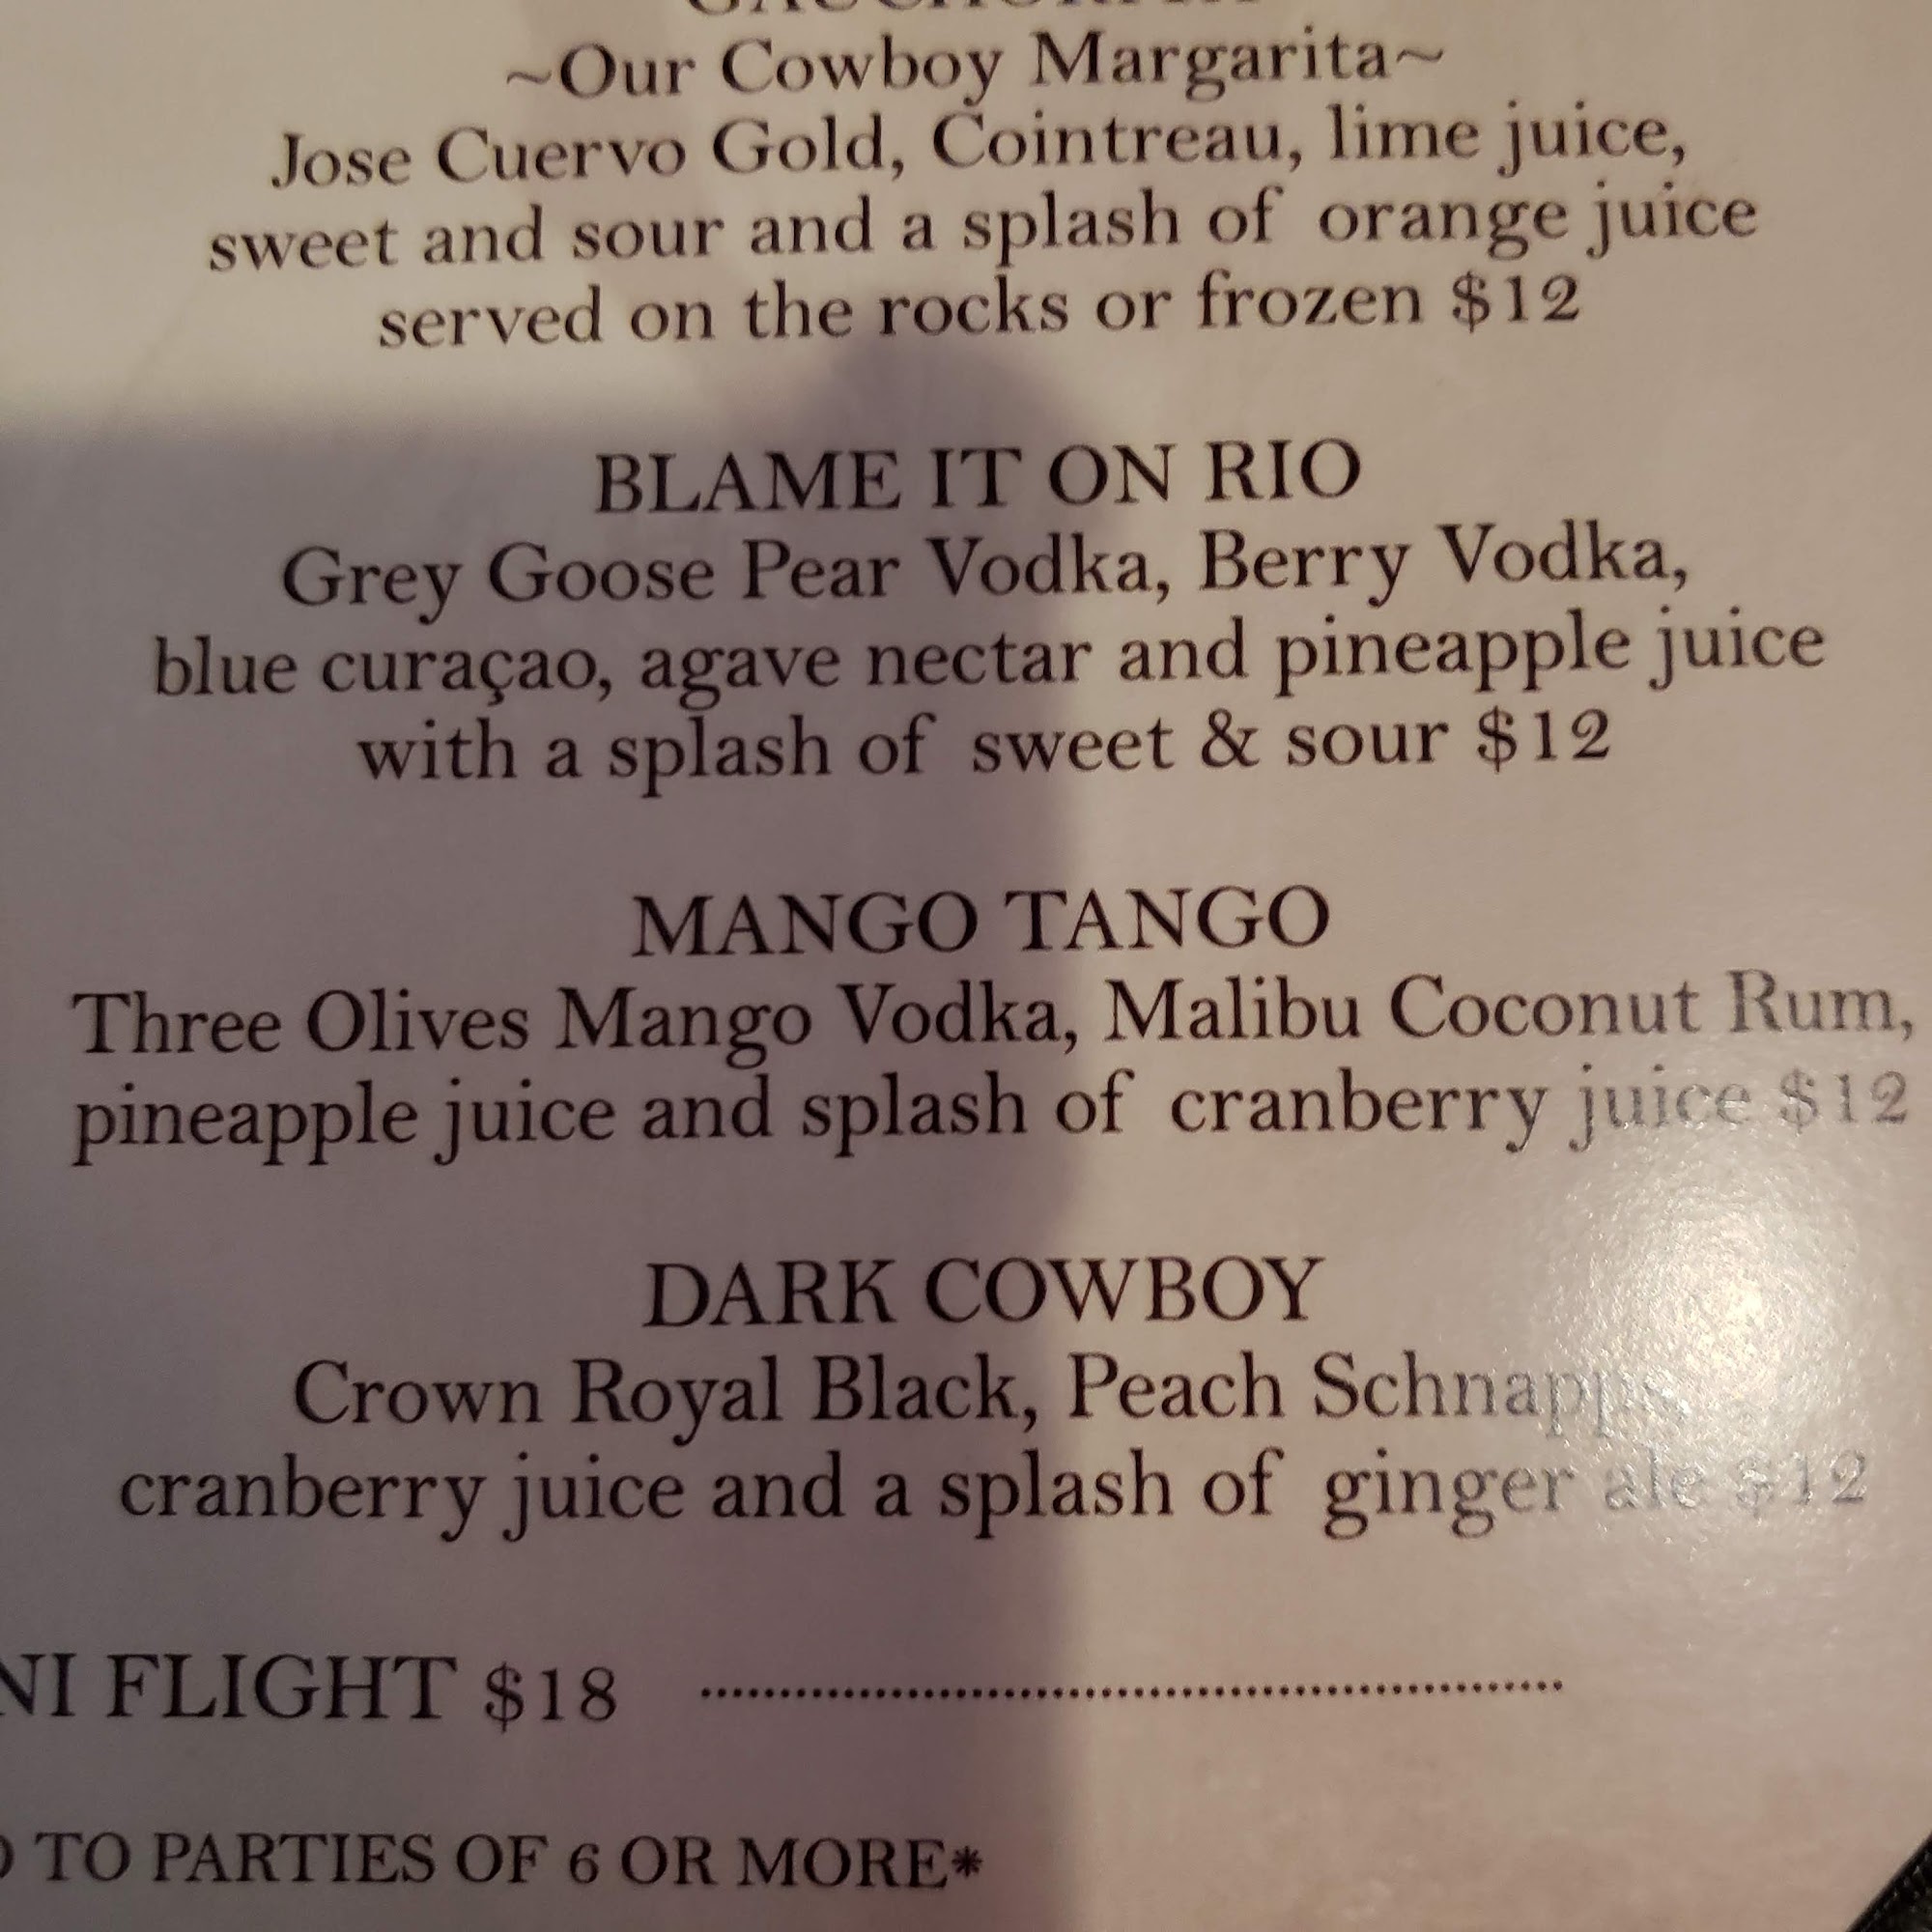 ~Our Cowboy Margarita~
Jose Cuervo Gold, Cointreau, lime juice,
sweet and sour and a splash of orange juice
served on the rocks or frozen $12
BLAME IT ON RIO
Grey Goose Pear Vodka, Berry Vodka,
blue curaçao, agave nectar and pineapple juice
with a splash of sweet & sour $12
MANGO TANGO
Three Olives Mango Vodka, Malibu Coconut Rum,
pineapple juice and splash of cranberry juice $12
DARK COWBOY
Crown Royal Black, Peach Schnapps,
cranberry juice and a splash of ginger ale $12
NI FLIGHT $18 ........................................................
TO PARTIES OF 6 OR MORE*